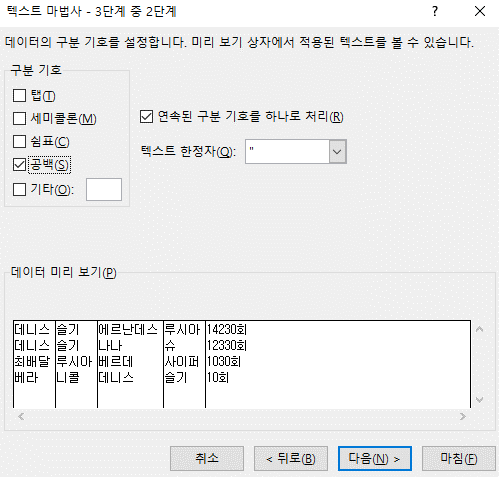 텍스트 마법사 - 3단계 중 2단계
데이터의 구분 기호를 설정합니다. 미리 보기 상자에서 적용된 텍스트를 볼 수 있습니다.
구분 기호
탭(T)
세미콜론(M)
쉼표(C)
공백(S)
기타(O):
연속된 구분 기호를 하나로 처리(R)
텍스트 한정자(Q): "
데이터 미리 보기(P)
데니스 슬기 에르난데스 루시아 14230회
데니스 슬기 나나 슈 12330회
최배달 루시아 베르데 사이퍼 1030회
베라 니콜 데니스 슬기 10회
취소 < 뒤로(B) 다음(N) > 마침(F)